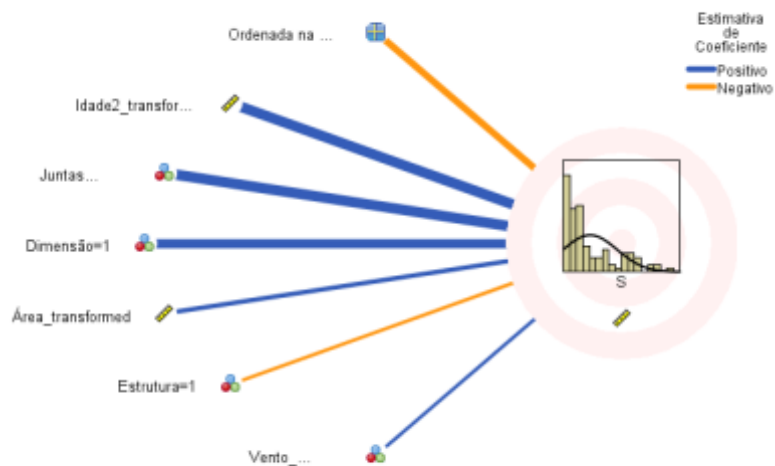 Estimativa
de
Coeficiente
Positivo
Negativo
Ordenada na ...
Idade2_transfor...
Juntas...
Dimensão=1
Área_transformed
Estrutura=1
Vento_...
S